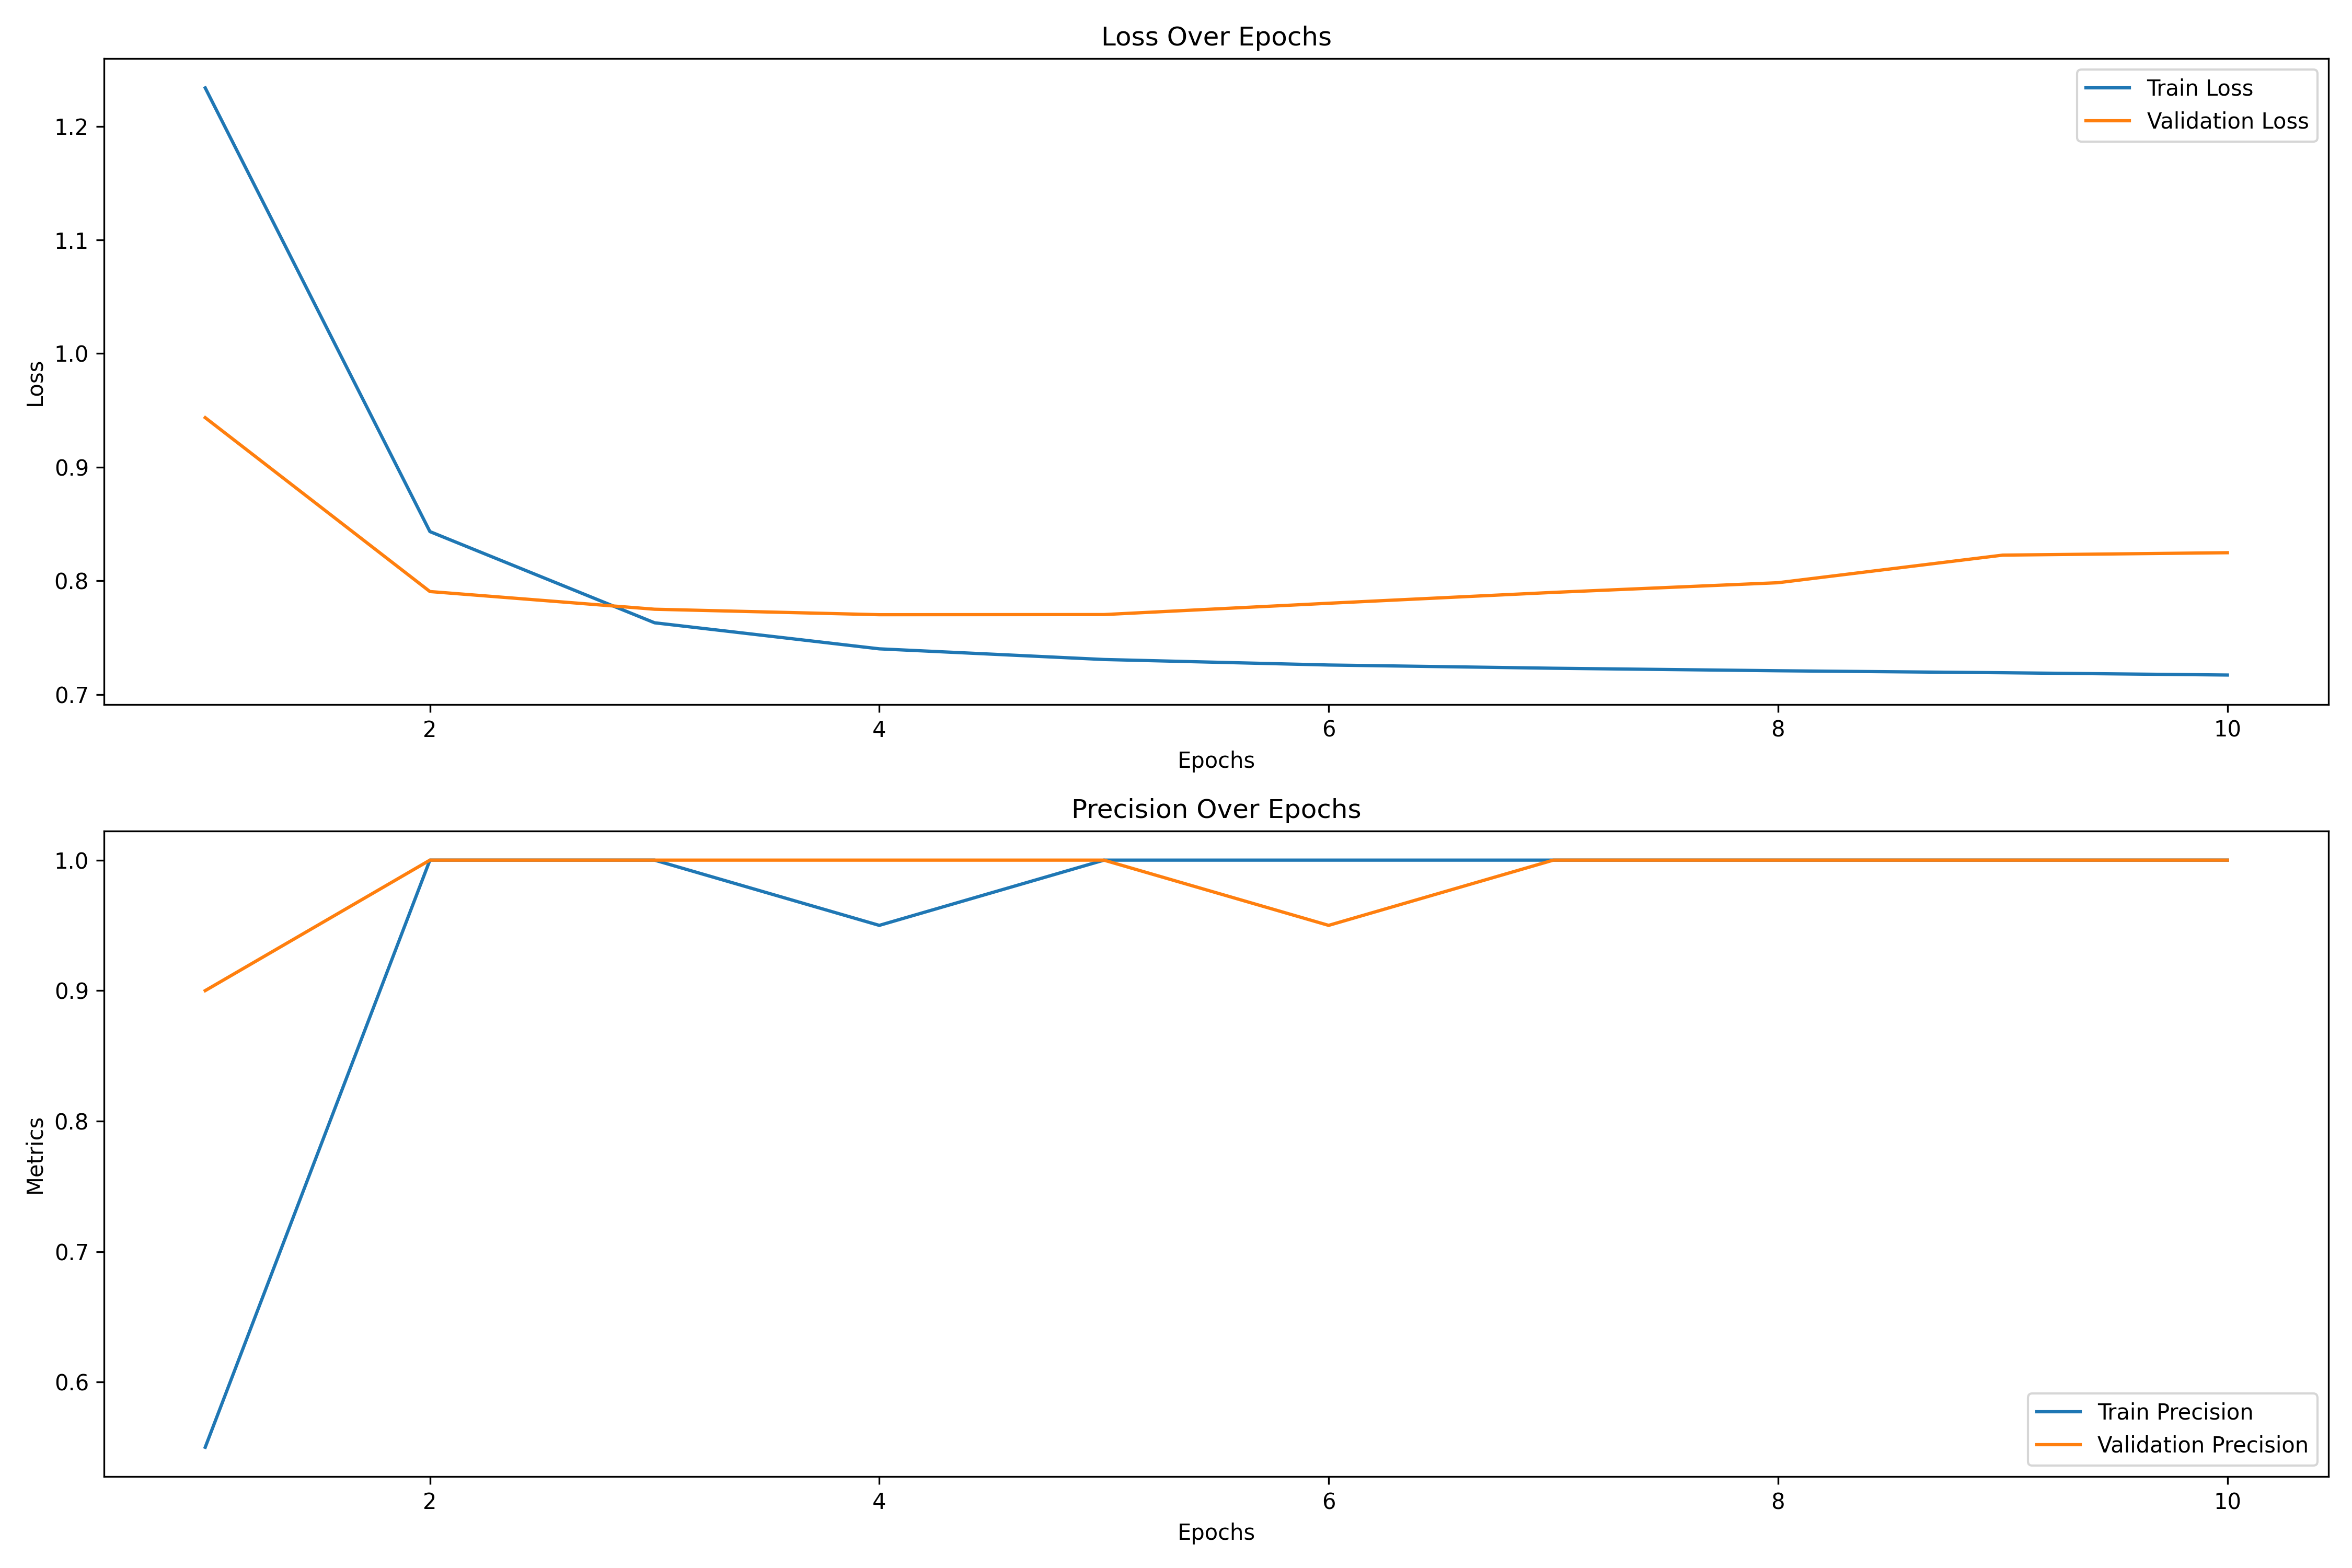 Loss Over Epochs
Train Loss
Validation Loss
1.2
1.1
1.0
0.9
0.8
0.7
Loss
2 4 6 8 10
Epochs
Precision Over Epochs
1.0
0.9
0.8
0.7
0.6
Metrics
Train Precision
Validation Precision
2 4 6 8 10
Epochs